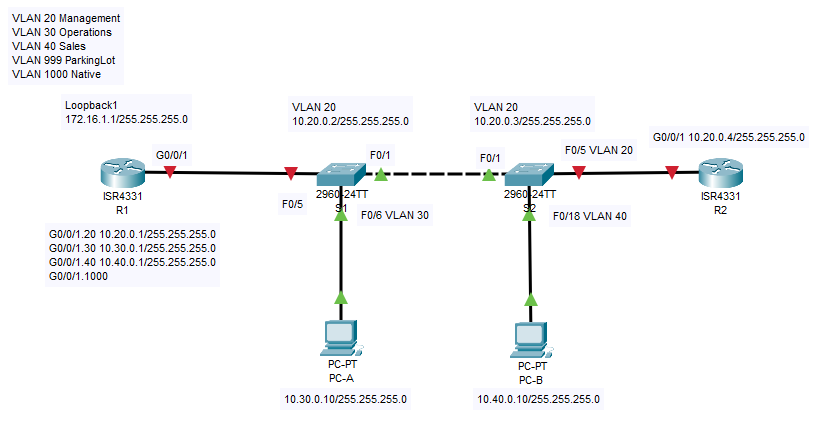 VLAN 20 Management
VLAN 30 Operations
VLAN 40 Sales
VLAN 999 ParkingLot
VLAN 1000 Native
Loopback1
172.16.1.1/255.255.255.0
VLAN 20
10.20.0.2/255.255.255.0
VLAN 20
10.20.0.3/255.255.255.0
G0/0/1 10.20.0.4/255.255.255.0
G0/0/1
F0/1
F0/1
F0/5 VLAN 20
ISR4331
R1
2960-24TT
S1
2960-24TT
S2
ISR4331
R2
F0/5
F0/6 VLAN 30
F0/18 VLAN 40
G0/0/1.20 10.20.0.1/255.255.255.0
G0/0/1.30 10.30.0.1/255.255.255.0
G0/0/1.40 10.40.0.1/255.255.255.0
G0/0/1.1000
PC-PT
PC-A
PC-PT
PC-B
10.30.0.10/255.255.255.0
10.40.0.10/255.255.255.0